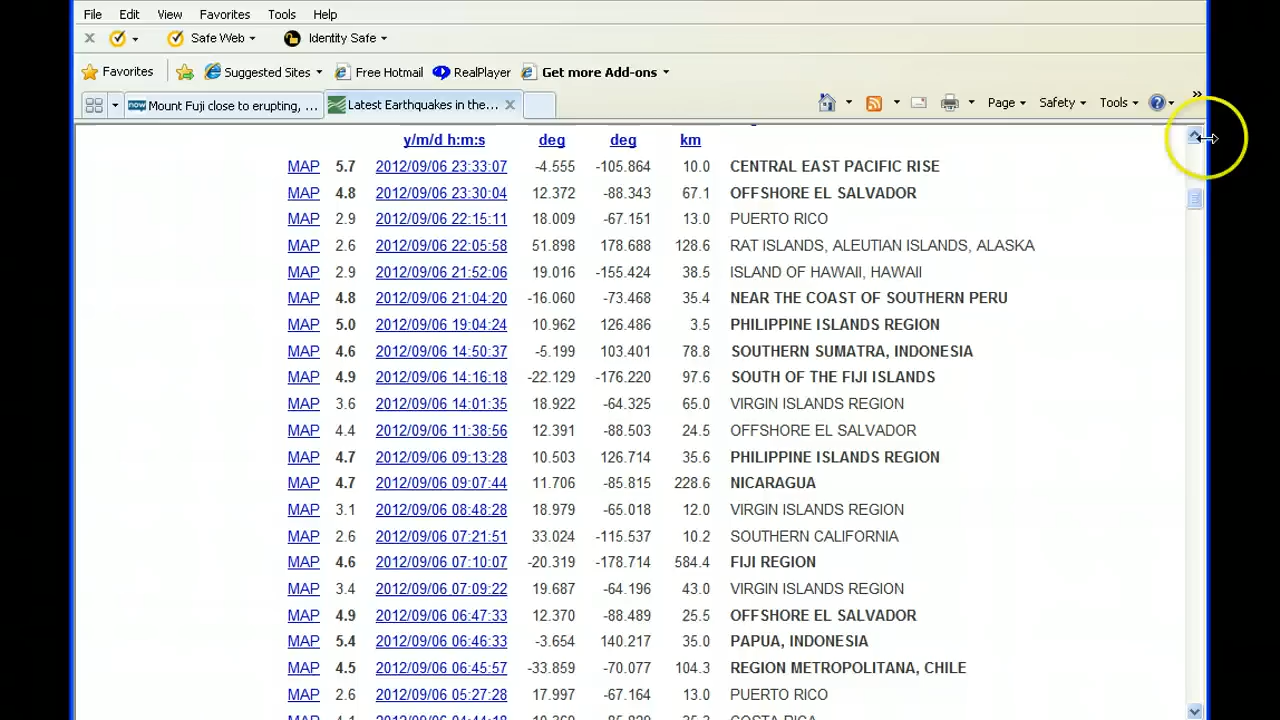 File Edit View Favorites Tools Help
Safe Web Identity Safe
Favorites Suggested Sites Free Hotmail RealPlayer Get more Add-ons
now Mount Fuji close to erupting, ... Latest Earthquakes in the... Page Safety Tools
y/m/d h:m:s deg deg km
MAP 5.7 2012/09/06 23:33:07 -4.555 -105.864 10.0 CENTRAL EAST PACIFIC RISE
MAP 4.8 2012/09/06 23:30:04 12.372 -88.343 67.1 OFFSHORE EL SALVADOR
MAP 2.9 2012/09/06 22:15:11 18.009 -67.151 13.0 PUERTO RICO
MAP 2.6 2012/09/06 22:05:58 51.898 178.688 128.6 RAT ISLANDS, ALEUTIAN ISLANDS, ALASKA
MAP 2.9 2012/09/06 21:52:06 19.016 -155.424 38.5 ISLAND OF HAWAII, HAWAII
MAP 4.8 2012/09/06 21:04:20 -16.060 -73.468 35.4 NEAR THE COAST OF SOUTHERN PERU
MAP 5.0 2012/09/06 19:04:24 10.962 126.486 3.5 PHILIPPINE ISLANDS REGION
MAP 4.6 2012/09/06 14:50:37 -5.199 103.401 78.8 SOUTHERN SUMATRA, INDONESIA
MAP 4.9 2012/09/06 14:16:18 -22.129 -176.220 97.6 SOUTH OF THE FIJI ISLANDS
MAP 3.6 2012/09/06 14:01:35 18.922 -64.325 65.0 VIRGIN ISLANDS REGION
MAP 4.4 2012/09/06 11:38:56 12.391 -88.503 24.5 OFFSHORE EL SALVADOR
MAP 4.7 2012/09/06 09:13:28 10.503 126.714 35.6 PHILIPPINE ISLANDS REGION
MAP 4.7 2012/09/06 09:07:44 11.706 -85.815 228.6 NICARAGUA
MAP 3.1 2012/09/06 08:48:28 18.979 -65.018 12.0 VIRGIN ISLANDS REGION
MAP 2.6 2012/09/06 07:21:51 33.024 -115.537 10.2 SOUTHERN CALIFORNIA
MAP 4.6 2012/09/06 07:10:07 -20.319 -178.714 584.4 FIJI REGION
MAP 3.4 2012/09/06 07:09:22 19.687 -64.196 43.0 VIRGIN ISLANDS REGION
MAP 4.9 2012/09/06 06:47:33 12.370 -88.489 25.5 OFFSHORE EL SALVADOR
MAP 5.4 2012/09/06 06:46:33 -3.654 140.217 35.0 PAPUA, INDONESIA
MAP 4.5 2012/09/06 06:45:57 -33.859 -70.077 104.3 REGION METROPOLITANA, CHILE
MAP 2.6 2012/09/06 05:27:28 17.997 -67.164 13.0 PUERTO RICO